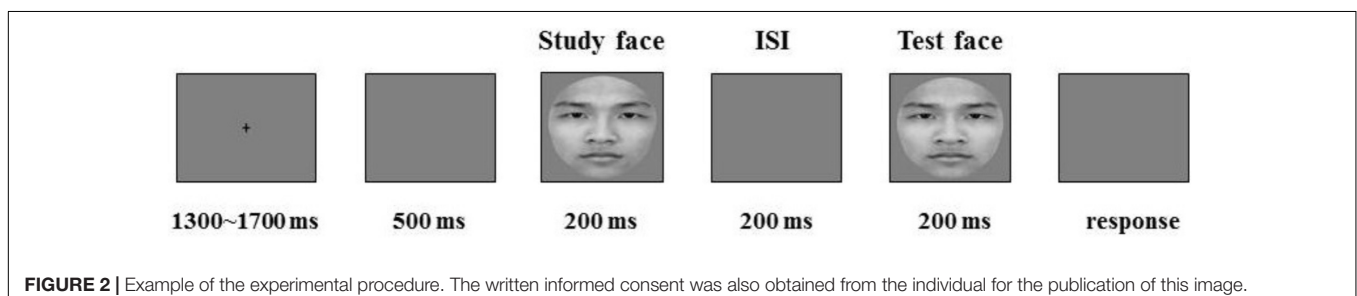 Study face ISI Test face
+
1300~1700 ms 500 ms 200 ms 200 ms 200 ms response
FIGURE 2 | Example of the experimental procedure. The written informed consent was also obtained from the individual for the publication of this image.